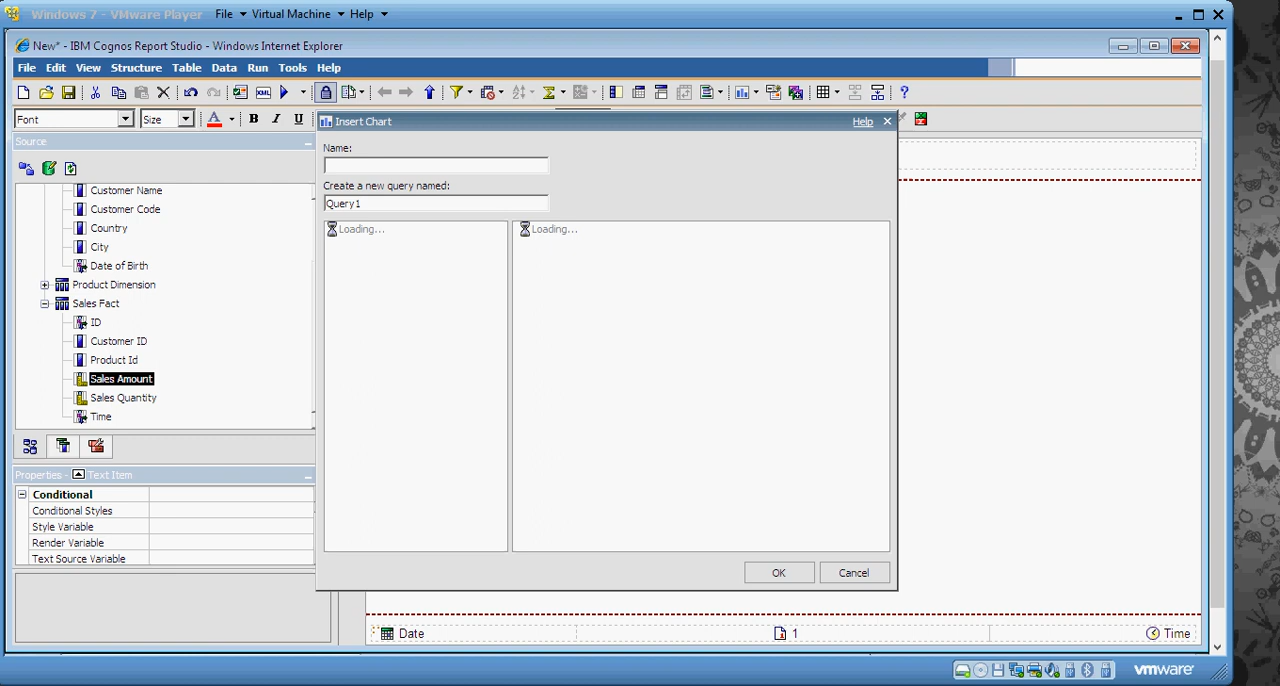 Windows 7 - VMware Player File Virtual Machine Help
New* - IBM Cognos Report Studio - Windows Internet Explorer
File Edit View Structure Table Data Run Tools Help
Font Size A B I U
Insert Chart Help
Source
Name:
Create a new query named:
Query1
Loading... Loading...
Customer Name
Customer Code
Country
City
Date of Birth
Product Dimension
Sales Fact
ID
Customer ID
Product Id
Sales Amount
Sales Quantity
Time
Properties - Text Item
Conditional
Conditional Styles
Style Variable
Render Variable
Text Source Variable
OK Cancel
Date 1 Time
vmware